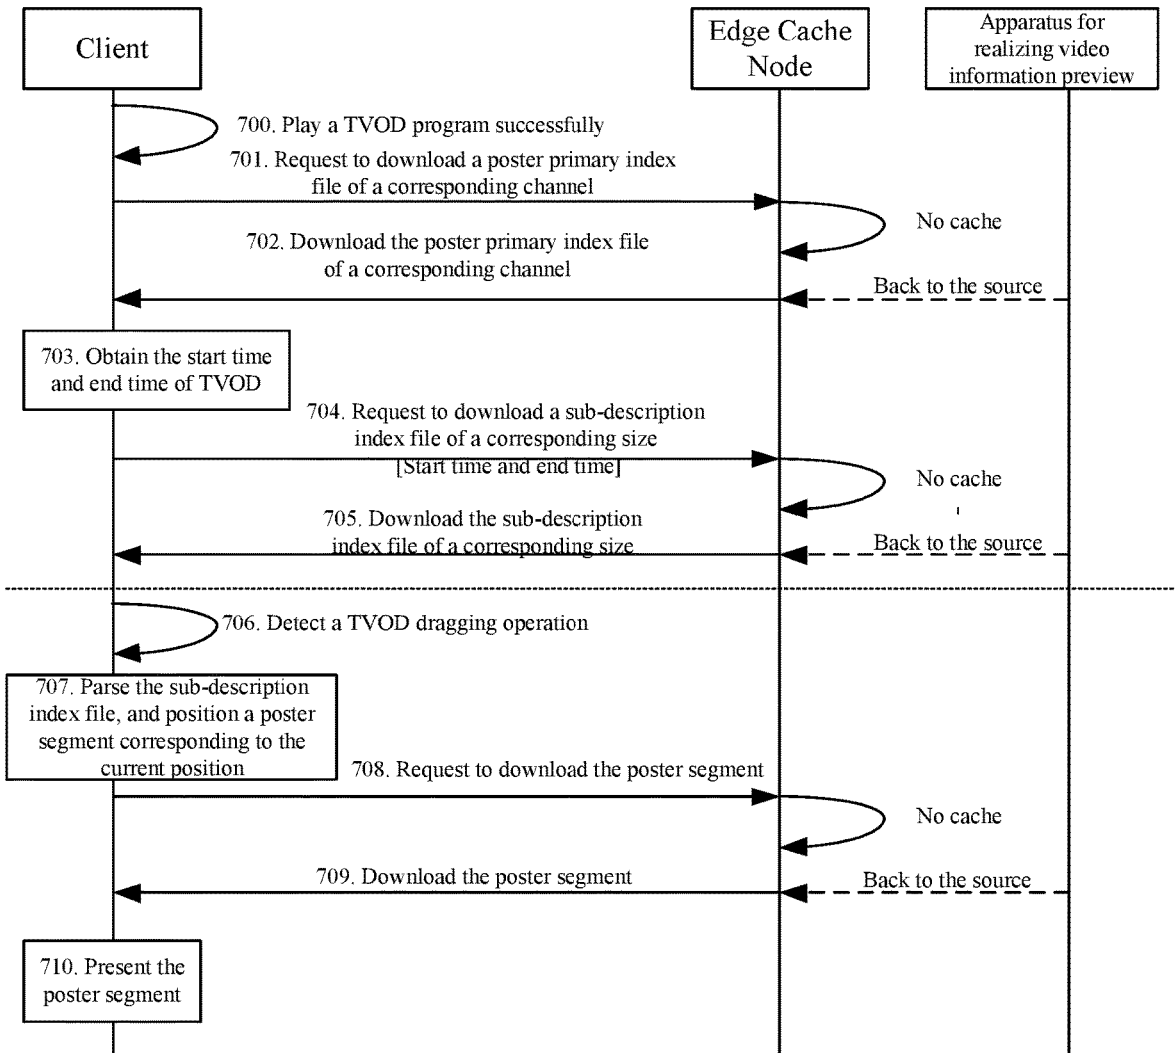 Client
Edge Cache
Node
Apparatus for
realizing video
information preview
700. Play a TVOD program successfully
701. Request to download a poster primary index
file of a corresponding channel
No cache
702. Download the poster primary index file
of a corresponding channel
Back to the source
703. Obtain the start time
and end time of TVOD
704. Request to download a sub-description
index file of a corresponding size
[Start time and end time]
No cache
705. Download the sub-description
index file of a corresponding size
Back to the source
706. Detect a TVOD dragging operation
707. Parse the sub-description
index file, and position a poster
segment corresponding to the
current position
708. Request to download the poster segment
No cache
709. Download the poster segment
Back to the source
710. Present the
poster segment